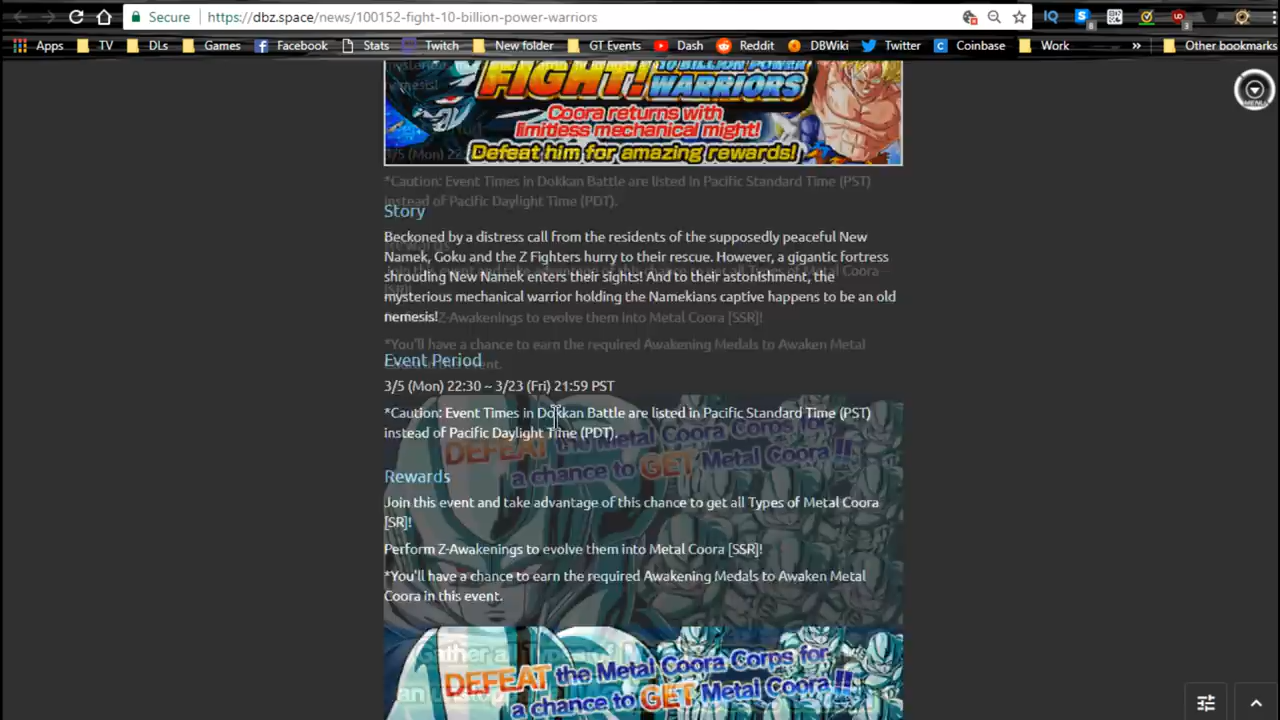 Secure https://dbz.space/news/100152-fight-10-billion-power-warriors
Apps TV DLs Games Facebook Stats Twitch New folder GT Events Dash Reddit DBWiki Twitter Coinbase Work » Other bookmarks
FIGHT! 10 BILLION POWER WARRIORS
Coora returns with
limitless mechanical might!
Defeat him for amazing rewards!
MENU
*Caution: Event Times in Dokkan Battle are listed in Pacific Standard Time (PST)
instead of Pacific Daylight Time (PDT).
Story
Beckoned by a distress call from the residents of the supposedly peaceful New
Namek, Goku and the Z Fighters hurry to their rescue. However, a gigantic fortress
shrouding New Namek enters their sights! And to their astonishment, the
mysterious mechanical warrior holding the Namekians captive happens to be an old
nemesis!
Event Period
3/5 (Mon) 22:30 ~ 3/23 (Fri) 21:59 PST
*Caution: Event Times in Dokkan Battle are listed in Pacific Standard Time (PST)
instead of Pacific Daylight Time (PDT).
Rewards
Join this event and take advantage of this chance to get all Types of Metal Coora
[SR]!
Perform Z-Awakenings to evolve them into Metal Coora [SSR]!
*You'll have a chance to earn the required Awakening Medals to Awaken Metal
Coora in this event.
DEFEAT the Metal Coora Corps for
a chance to GET Metal Coora!!